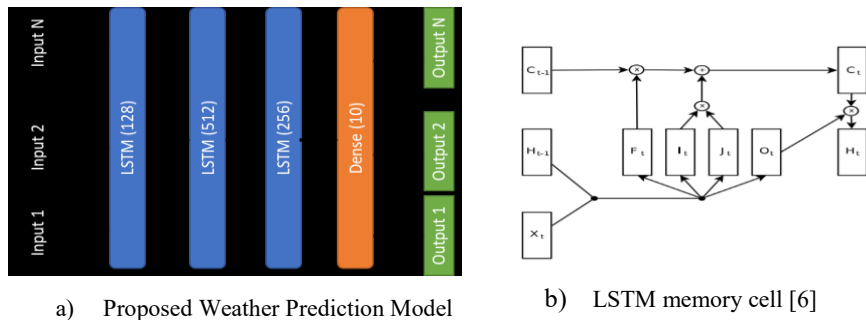 Input N
Input 2
Input 1
LSTM (128)
LSTM (512)
LSTM (256)
Dense (10)
Output N
Output 2
Output 1
a) Proposed Weather Prediction Model
C t-1
C t
H t-1
F t
I t
J t
O t
H t
X t
×
+
×
×
b) LSTM memory cell [6]